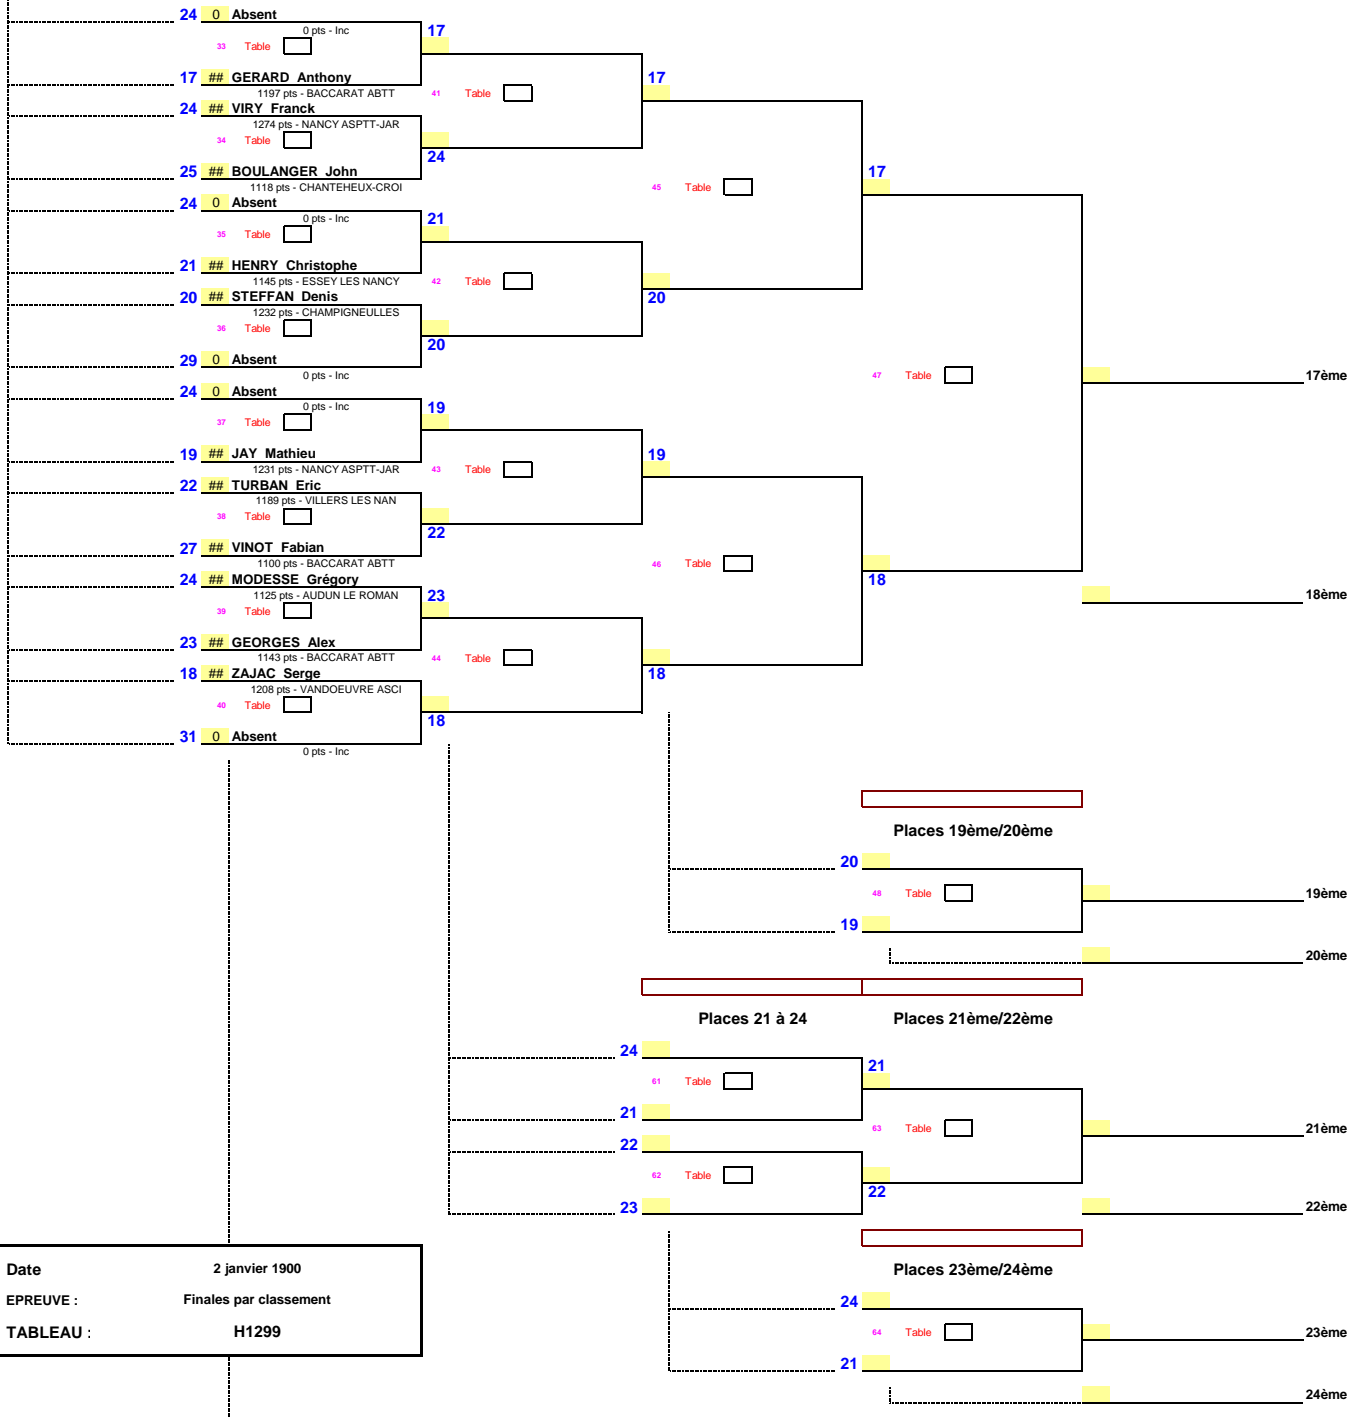 24 0 Absent
0 pts - Inc
17
33 Table
17
17 ## GERARD Anthony
1197 pts - BACCARAT ABTT
41 Table
24 ## VIRY Franck
1274 pts - NANCY ASPTT-JAR
34 Table
24
25 ## BOULANGER John
17
1118 pts - CHANTEHEUX-CROI
45 Table
24 0 Absent
0 pts - Inc
21
35 Table
21 ## HENRY Christophe
1145 pts - ESSEY LES NANCY
42 Table
20 ## STEFFAN Denis
20
1232 pts - CHAMPIGNEULLES
36 Table
20
29 0 Absent
0 pts - Inc
47 Table
17ème
24 0 Absent
0 pts - Inc
19
37 Table
19 ## JAY Mathieu
19
1231 pts - NANCY ASPTT-JAR
43 Table
22 ## TURBAN Eric
1189 pts - VILLERS LES NAN
38 Table
22
27 ## VINOT Fabian
1100 pts - BACCARAT ABTT
46 Table
24 ## MODESSE Grégory
18
1125 pts - AUDUN LE ROMAN
23
18ème
39 Table
23 ## GEORGES Alex
1143 pts - BACCARAT ABTT
44 Table
18 ## ZAJAC Serge
18
1208 pts - VANDOEUVRE ASCI
40 Table
18
31 0 Absent
0 pts - Inc
Places 19ème/20ème
20
48 Table
19ème
19
20ème
Places 21 à 24
Places 21ème/22ème
24
21
61 Table
21
63 Table
21ème
22
62 Table
22
23
22ème
Date 2 janvier 1900
Places 23ème/24ème
EPREUVE : Finales par classement
24
TABLEAU : H1299
64 Table
23ème
21
24ème